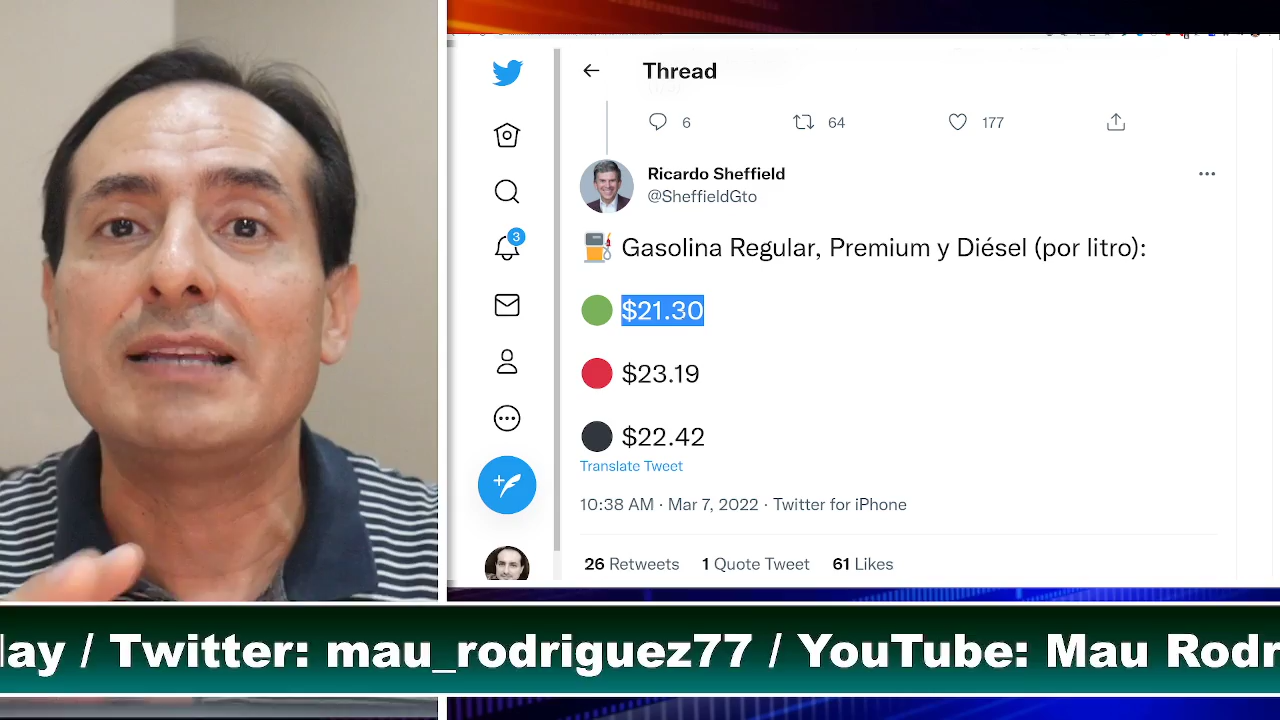 Thread
6
64
177
Ricardo Sheffield
@SheffieldGto
3
Gasolina Regular, Premium y Diésel (por litro):
$21.30
$23.19
$22.42
Translate Tweet
10:38 AM · Mar 7, 2022 · Twitter for iPhone
26 Retweets 1 Quote Tweet 61 Likes
/ Twitter: mau_rodriguez77 / YouTube: Mau